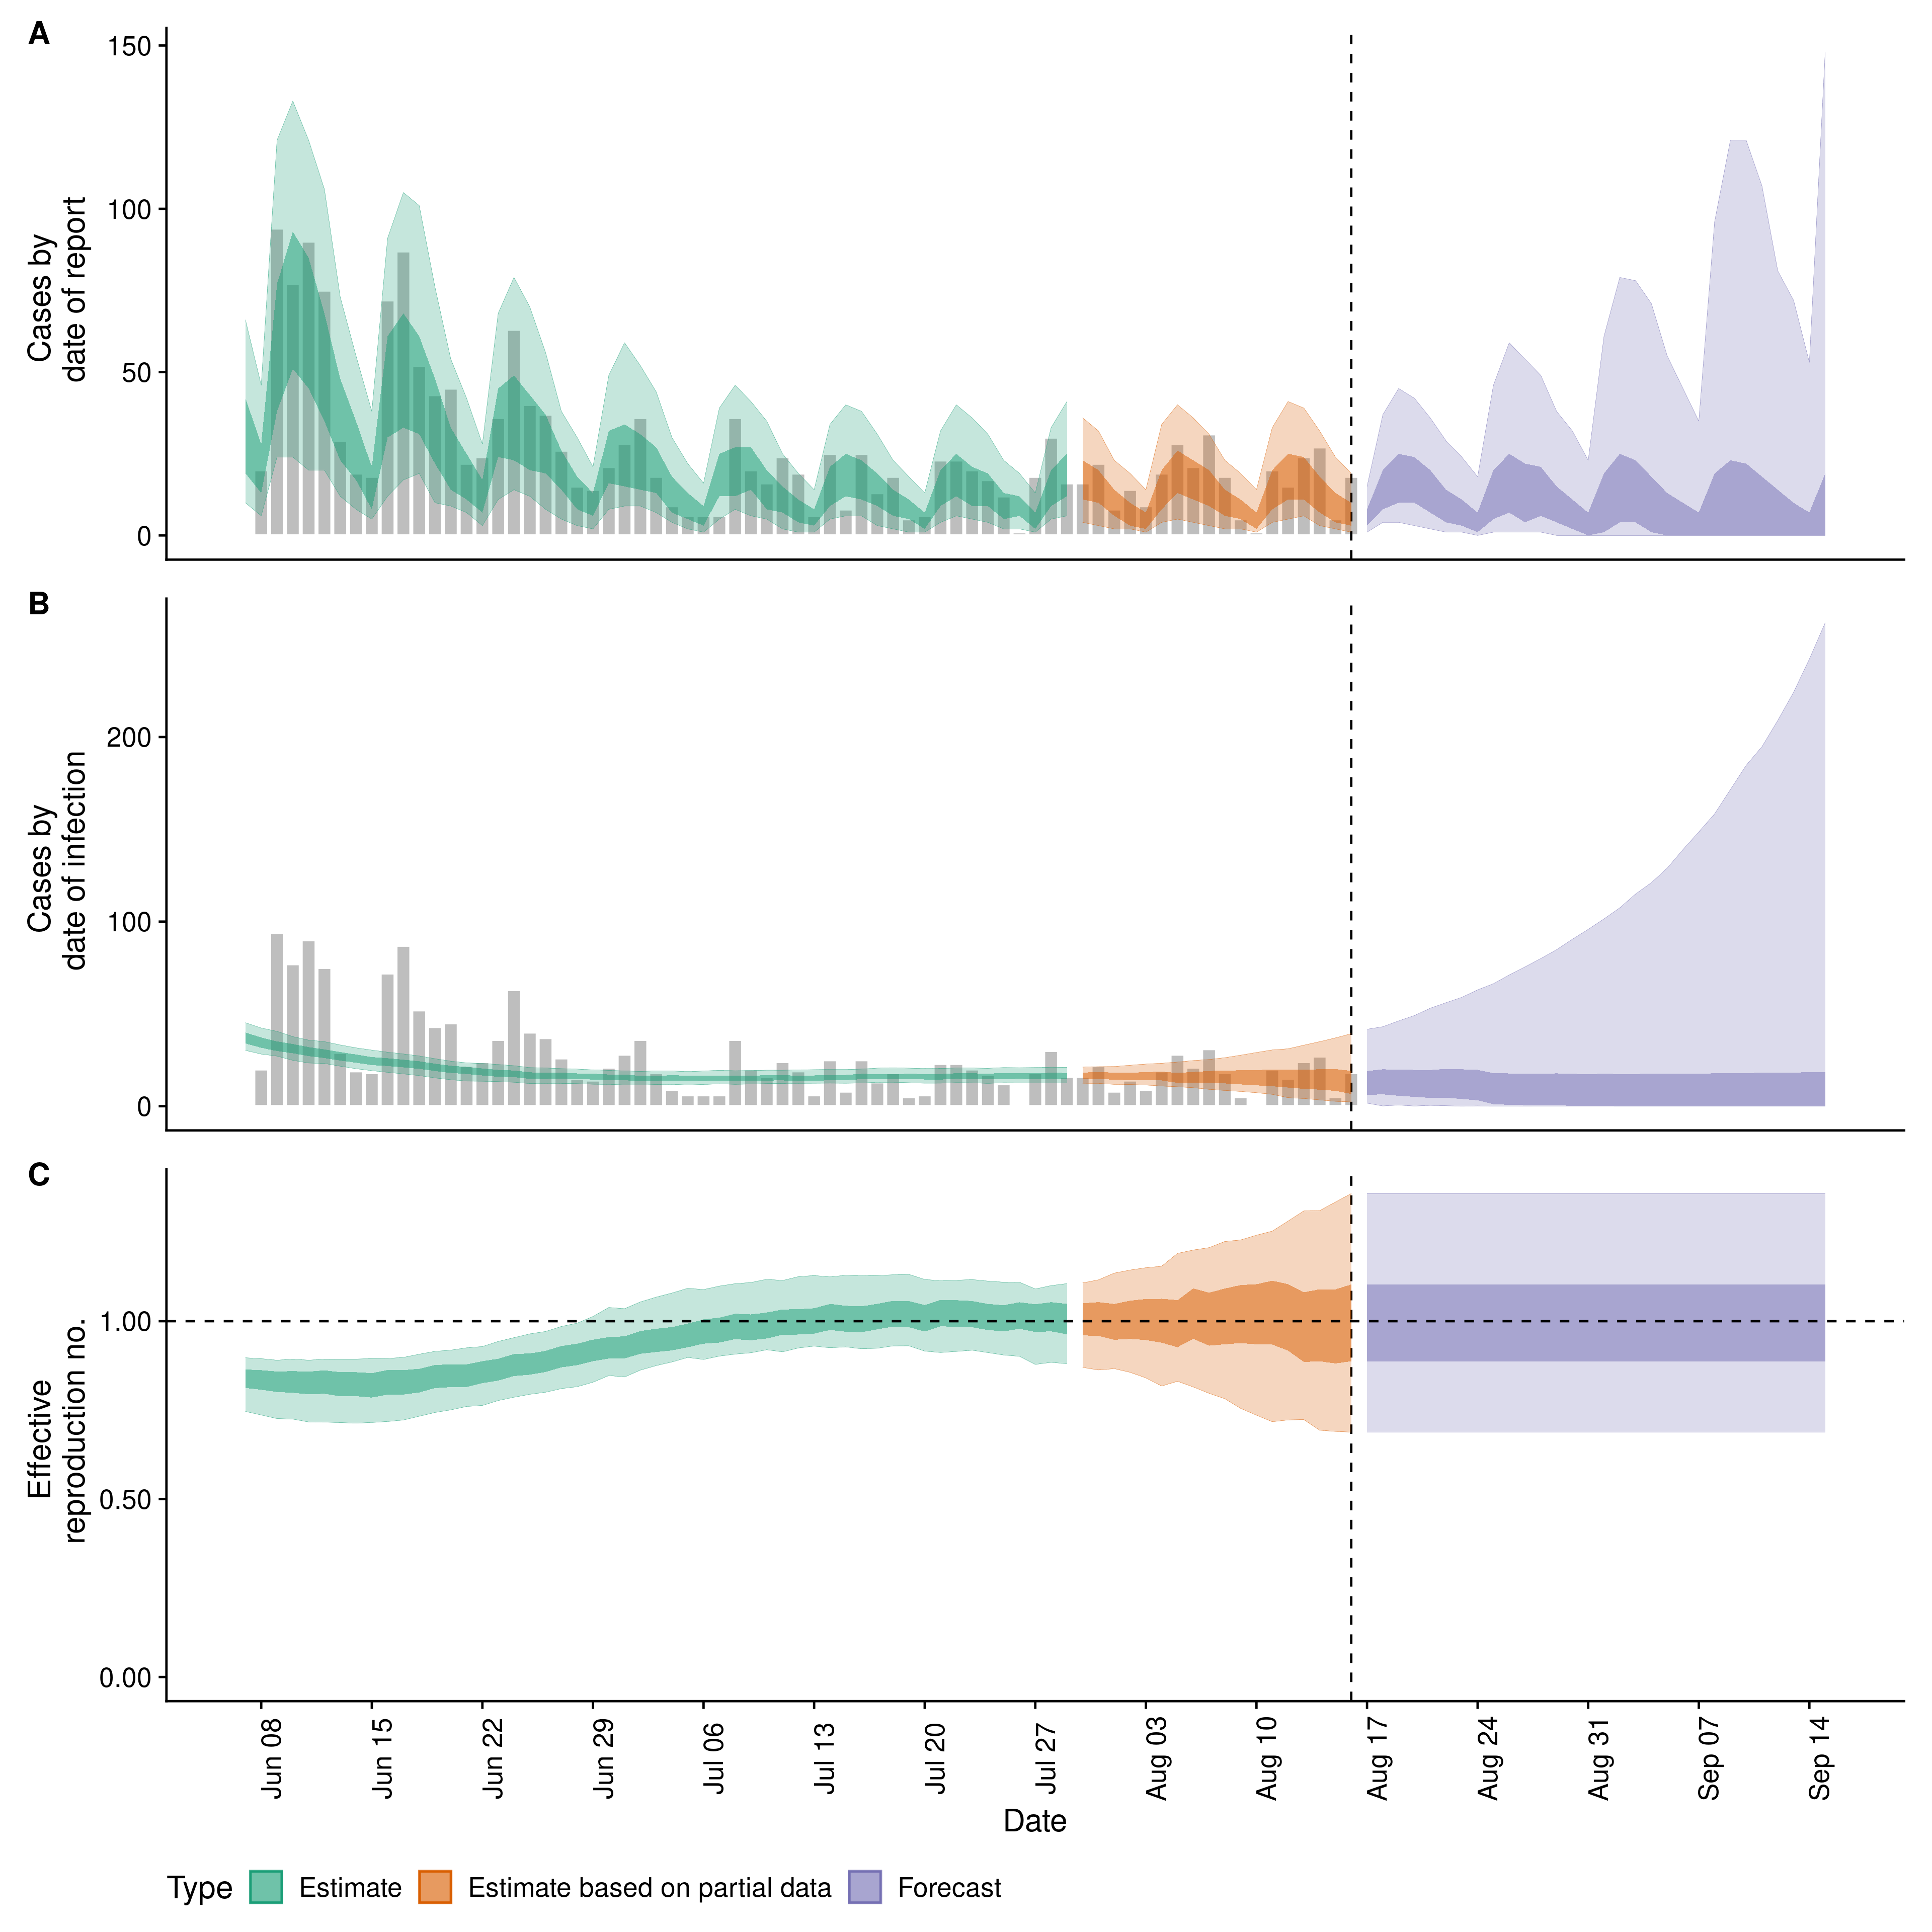 A
Cases by
date of report
150
100
50
0
B
Cases by
date of infection
200
100
0
C
Effective
reproduction no.
1.00
0.50
0.00
Jun 08
Jun 15
Jun 22
Jun 29
Jul 06
Jul 13
Jul 20
Jul 27
Aug 03
Aug 10
Aug 17
Aug 24
Aug 31
Sep 07
Sep 14
Date
Type Estimate Estimate based on partial data Forecast